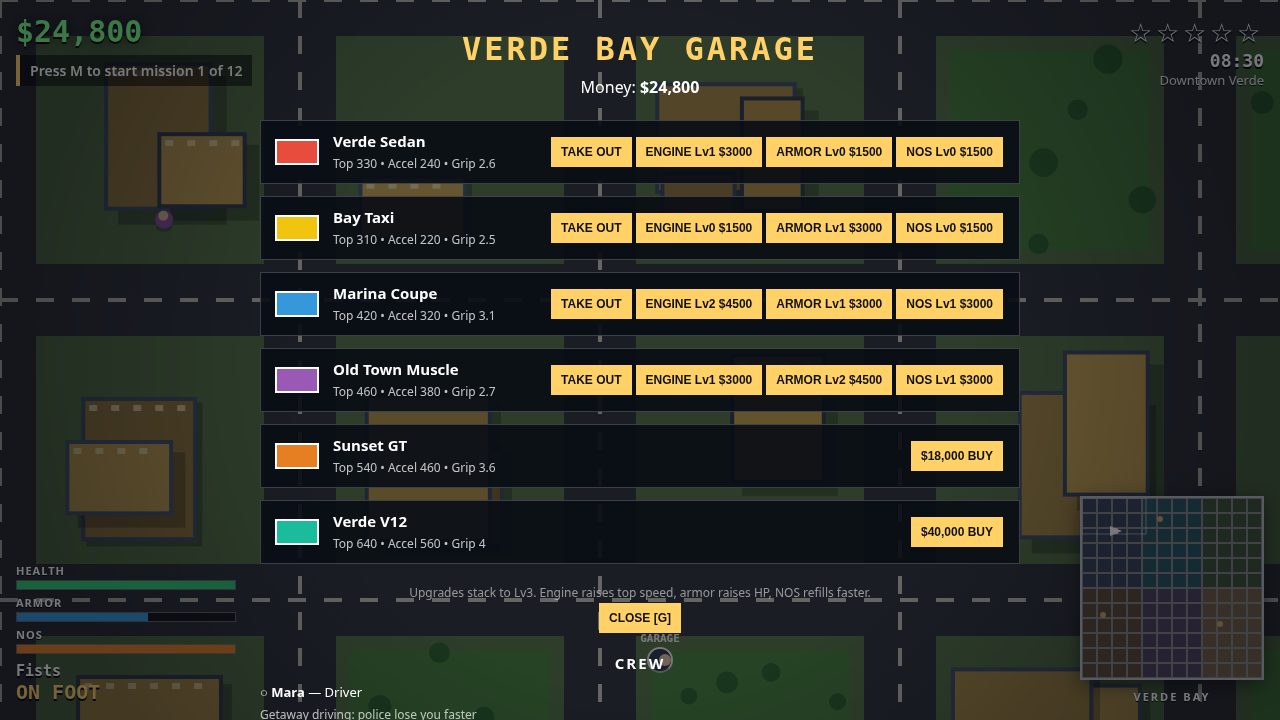 $24,800
Press M to start mission 1 of 12
VERDE BAY GARAGE
Money: $24,800
☆☆☆☆☆
08:30
Downtown Verde
Verde Sedan
Top 330 • Accel 240 • Grip 2.6
TAKE OUT
ENGINE Lv1 $3000
ARMOR Lv0 $1500
NOS Lv0 $1500
Bay Taxi
Top 310 • Accel 220 • Grip 2.5
TAKE OUT
ENGINE Lv0 $1500
ARMOR Lv1 $3000
NOS Lv0 $1500
Marina Coupe
Top 420 • Accel 320 • Grip 3.1
TAKE OUT
ENGINE Lv2 $4500
ARMOR Lv1 $3000
NOS Lv1 $3000
Old Town Muscle
Top 460 • Accel 380 • Grip 2.7
TAKE OUT
ENGINE Lv1 $3000
ARMOR Lv2 $4500
NOS Lv1 $3000
Sunset GT
Top 540 • Accel 460 • Grip 3.6
$18,000 BUY
Verde V12
Top 640 • Accel 560 • Grip 4
$40,000 BUY
Upgrades stack to Lv3. Engine raises top speed, armor raises HP, NOS refills faster.
CLOSE [G]
GARAGE
CREW
○ Mara — Driver
Getaway driving: police lose you faster
HEALTH
ARMOR
NOS
Fists
ON FOOT
VERDE BAY